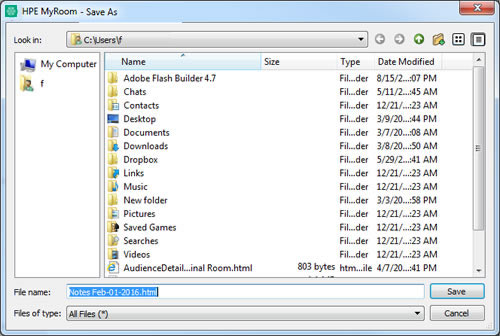 HPE MyRoom - Save As
Look in: C:\Users\f
My Computer
f
Name Size Type Date Modified
Adobe Flash Builder 4.7 Fil...der 8/15/2...:07 PM
Chats Fil...der 5/11/2...:45 AM
Contacts Fil...der 12/21/...:23 AM
Desktop Fil...der 3/9/20...:44 PM
Documents Fil...der 3/7/20...:08 AM
Downloads Fil...der 3/8/20...:50 AM
Dropbox Fil...der 5/29/2...:41 AM
Links Fil...der 12/21/...:23 AM
Music Fil...der 12/21/...:23 AM
New folder Fil...der 3/3/20...:58 PM
Pictures Fil...der 12/21/...:23 AM
Saved Games Fil...der 12/21/...:23 AM
Searches Fil...der 12/21/...:23 AM
Videos Fil...der 12/21/...:23 AM
AudienceDetail...inal Room.html 803 bytes htm...ile 4/7/20...:41 PM
File name: Notes Feb-01-2016.html Save
Files of type: All Files (*) Cancel